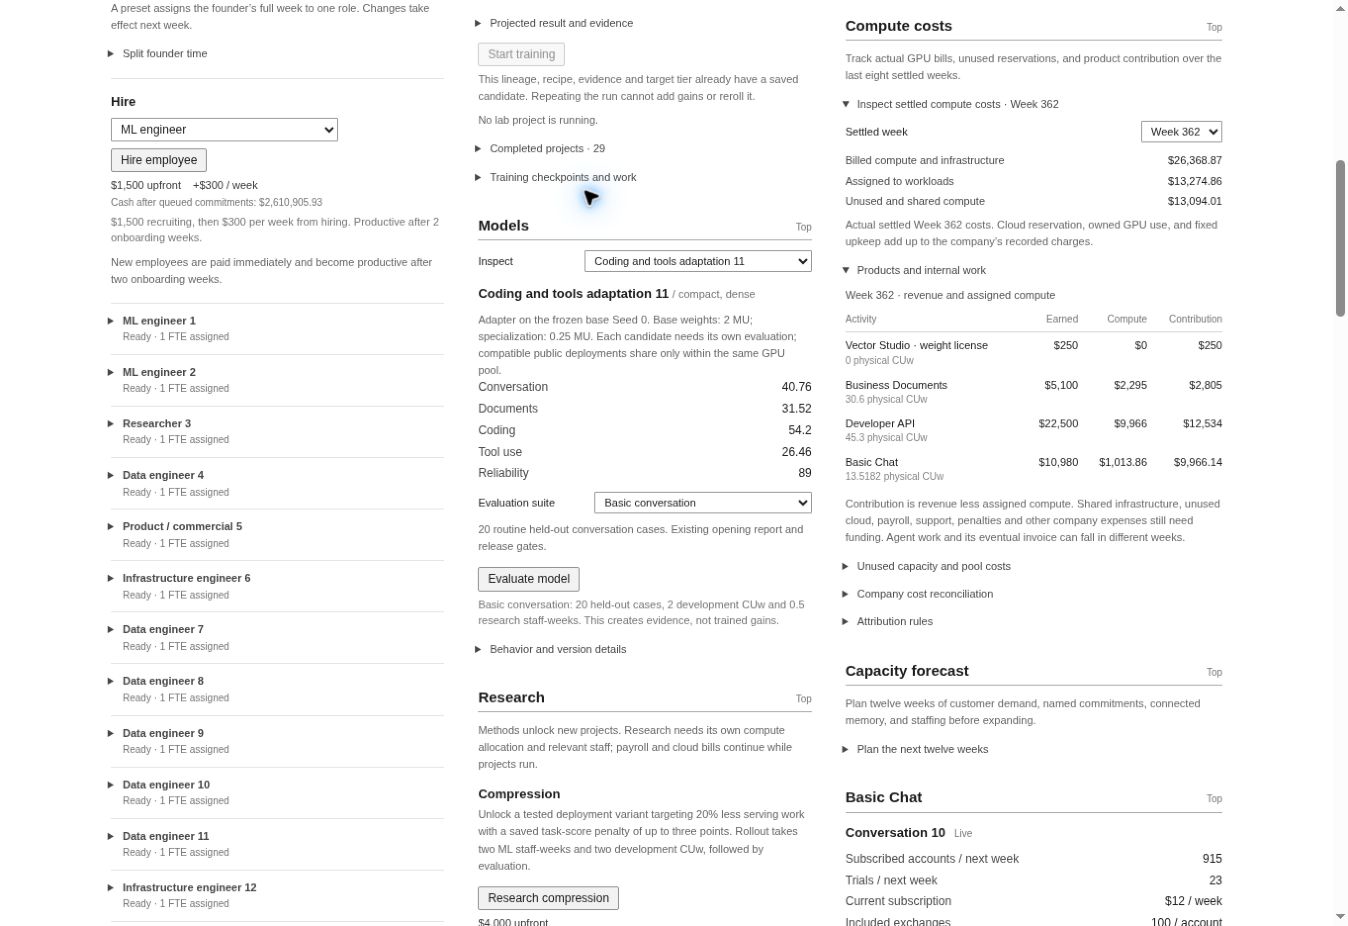 A preset assigns the founder's full week to one role. Changes take
effect next week.
Split founder time
Hire
ML engineer
Hire employee
$1,500 upfront +$300 / week
Cash after queued commitments: $2,610,905.93
$1,500 recruiting, then $300 per week from hiring. Productive after 2
onboarding weeks.
New employees are paid immediately and become productive after
two onboarding weeks.
ML engineer 1
Ready · 1 FTE assigned
ML engineer 2
Ready · 1 FTE assigned
Researcher 3
Ready · 1 FTE assigned
Data engineer 4
Ready · 1 FTE assigned
Product / commercial 5
Ready · 1 FTE assigned
Infrastructure engineer 6
Ready · 1 FTE assigned
Data engineer 7
Ready · 1 FTE assigned
Data engineer 8
Ready · 1 FTE assigned
Data engineer 9
Ready · 1 FTE assigned
Data engineer 10
Ready · 1 FTE assigned
Data engineer 11
Ready · 1 FTE assigned
Infrastructure engineer 12
Ready · 1 FTE assigned
Projected result and evidence
Start training
This lineage, recipe, evidence and target tier already have a saved
candidate. Repeating the run cannot add gains or reroll it.
No lab project is running.
Completed projects · 29
Training checkpoints and work
Models Top
Inspect Coding and tools adaptation 11
Coding and tools adaptation 11 / compact, dense
Adapter on the frozen base Seed 0. Base weights: 2 MU;
specialization: 0.25 MU. Each candidate needs its own evaluation;
compatible public deployments share only within the same GPU
pool.
Conversation 40.76
Documents 31.52
Coding 54.2
Tool use 26.46
Reliability 89
Evaluation suite Basic conversation
20 routine held-out conversation cases. Existing opening report and
release gates.
Evaluate model
Basic conversation: 20 held-out cases, 2 development CUw and 0.5
research staff-weeks. This creates evidence, not trained gains.
Behavior and version details
Research Top
Methods unlock new projects. Research needs its own compute
allocation and relevant staff; payroll and cloud bills continue while
projects run.
Compression
Unlock a tested deployment variant targeting 20% less serving work
with a saved task-score penalty of up to three points. Rollout takes
two ML staff-weeks and two development CUw, followed by
evaluation.
Research compression
$4,000 upfront
Compute costs Top
Track actual GPU bills, unused reservations, and product contribution over the
last eight settled weeks.
Inspect settled compute costs · Week 362
Settled week Week 362
Billed compute and infrastructure $26,368.87
Assigned to workloads $13,274.86
Unused and shared compute $13,094.01
Actual settled Week 362 costs. Cloud reservation, owned GPU use, and fixed
upkeep add up to the company's recorded charges.
Products and internal work
Week 362 · revenue and assigned compute
Activity Earned Compute Contribution
Vector Studio · weight license $250 $0 $250
0 physical CUw
Business Documents $5,100 $2,295 $2,805
30.6 physical CUw
Developer API $22,500 $9,966 $12,534
45.3 physical CUw
Basic Chat $10,980 $1,013.86 $9,966.14
13.5182 physical CUw
Contribution is revenue less assigned compute. Shared infrastructure, unused
cloud, payroll, support, penalties and other company expenses still need
funding. Agent work and its eventual invoice can fall in different weeks.
Unused capacity and pool costs
Company cost reconciliation
Attribution rules
Capacity forecast Top
Plan twelve weeks of customer demand, named commitments, connected
memory, and staffing before expanding.
Plan the next twelve weeks
Basic Chat Top
Conversation 10 Live
Subscribed accounts / next week 915
Trials / next week 23
Current subscription $12 / week
Included exchanges 100 / account